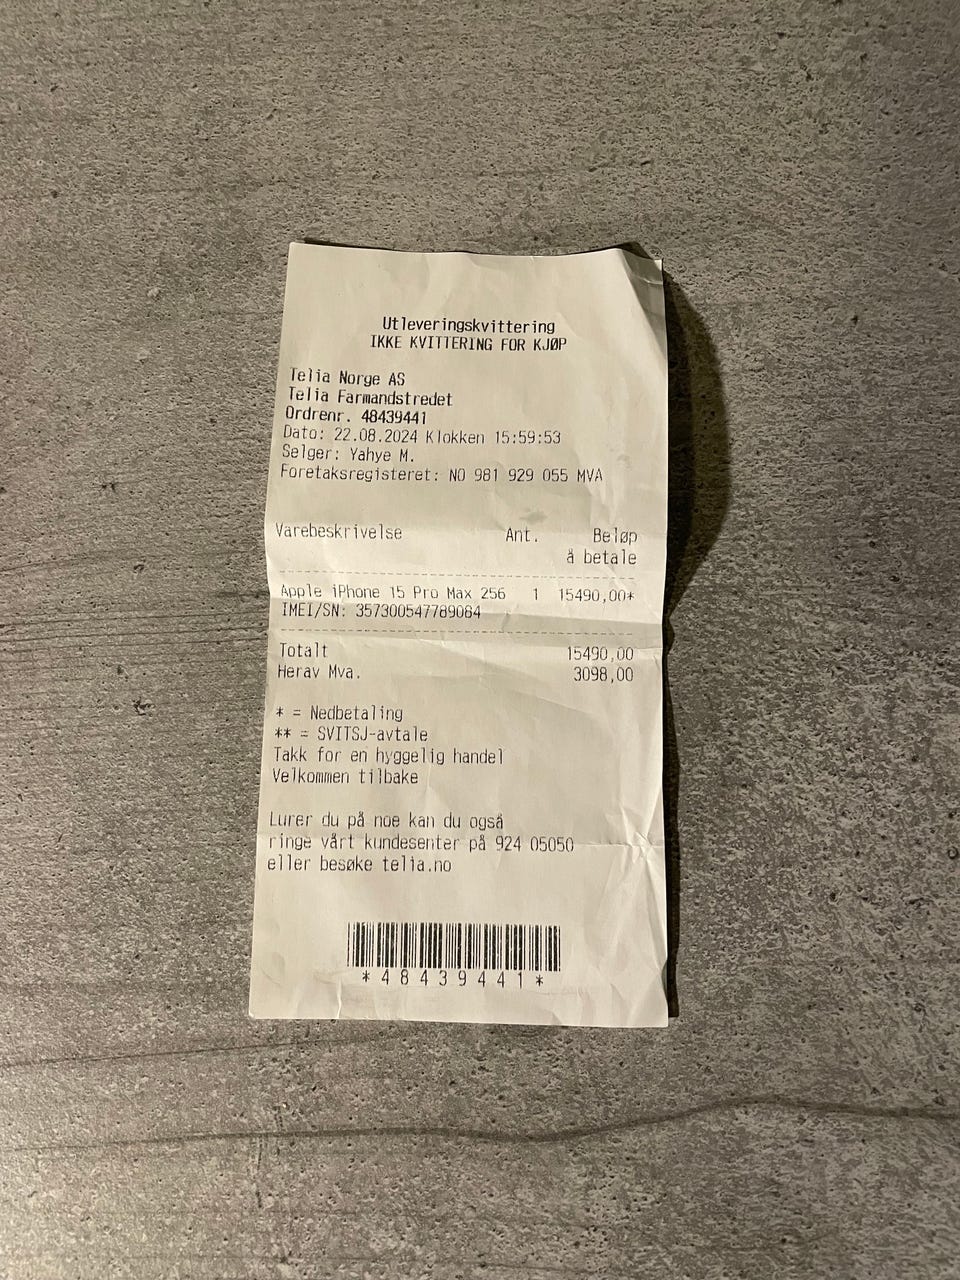 Utleveringskvittering
IKKE KVITTERING FOR KJØP
Telia Norge AS
Telia Farmandstredet
Ordrenr. 48439441
Dato: 22.08.2024 Klokken 15:59:53
Selger: Yahye M.
Foretaksregisteret: NO 981 929 055 MVA
Varebeskrivelse Ant. Beløp
å betale
Apple iPhone 15 Pro Max 256 1 15490,00*
IMEI/SN: 357300547789084
Totalt 15490,00
Herav Mva. 3098,00
* = Nedbetaling
** = SVITSJ-avtale
Takk for en hyggelig handel
Velkommen tilbake
Lurer du på noe kan du også
ringe vårt kundesenter på 924 05050
eller besøke telia.no
*48439441*